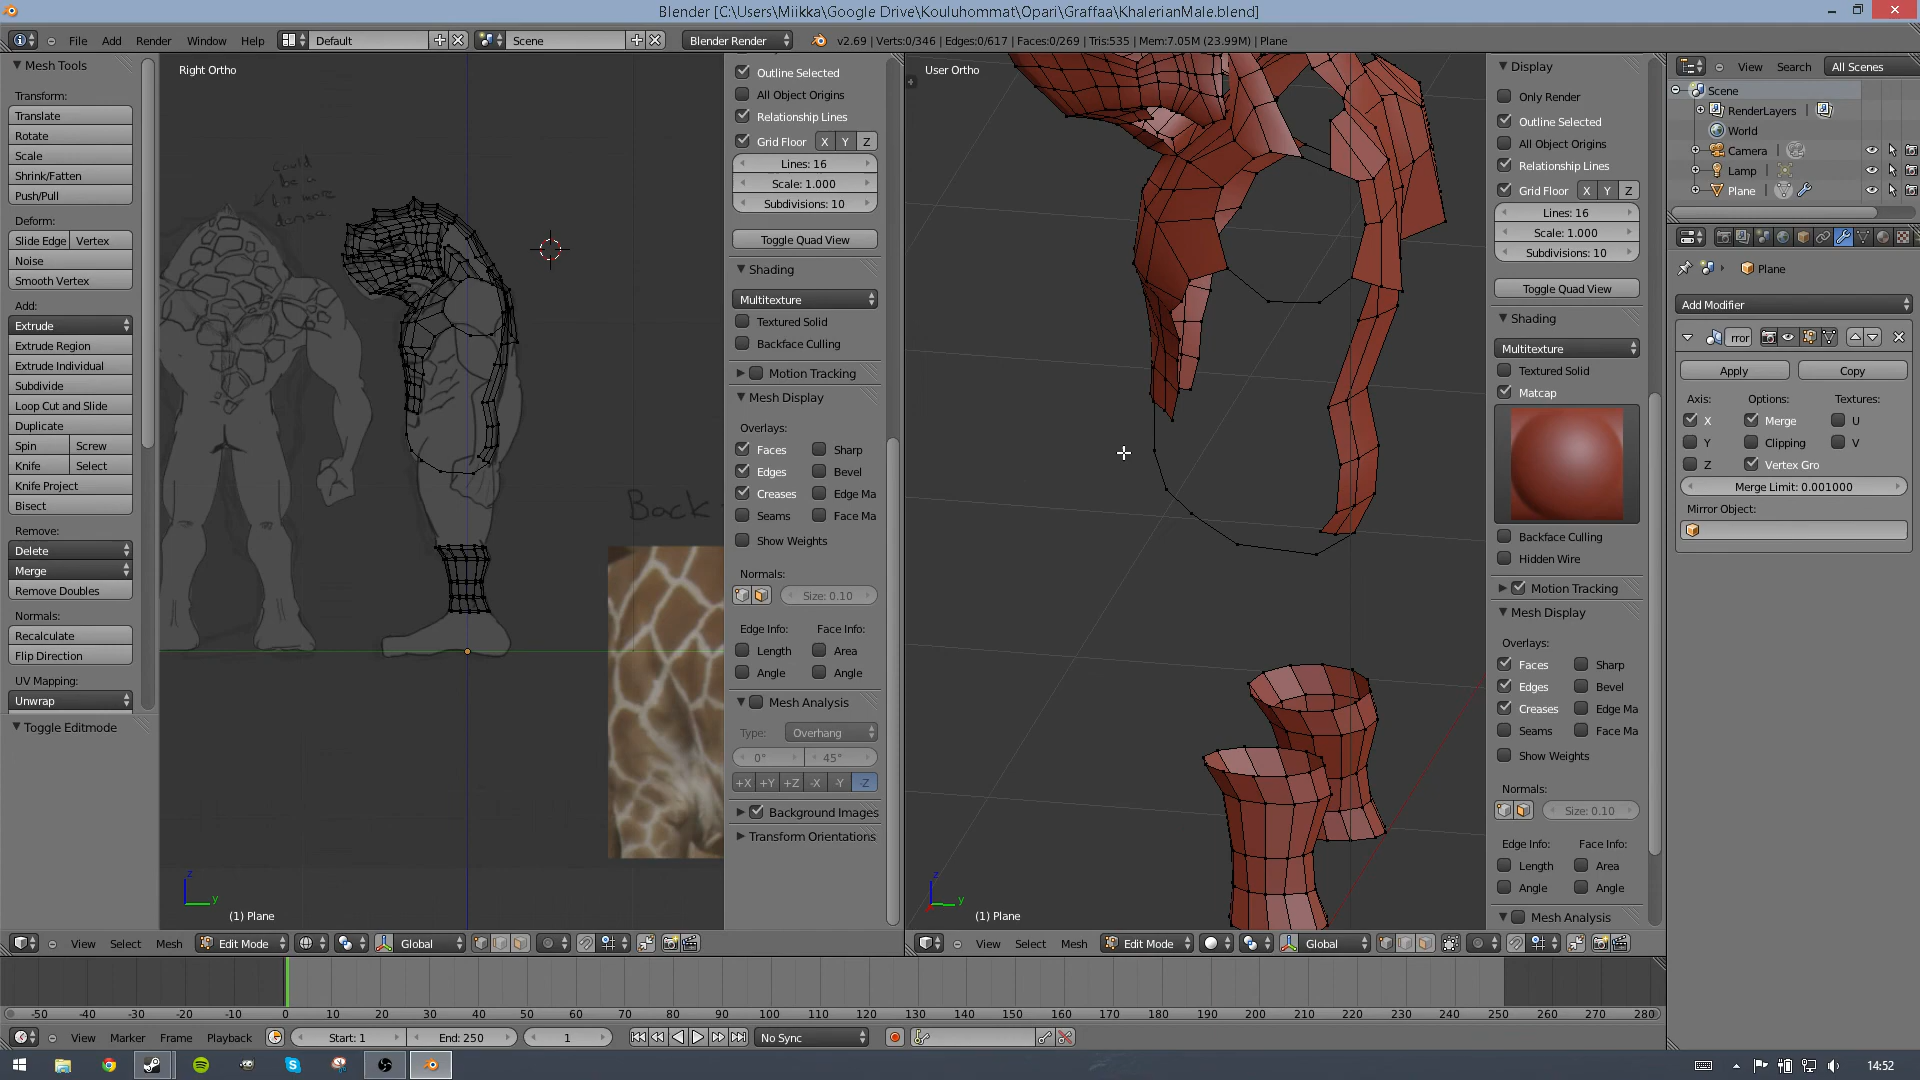 Blender [C:\Users\Miikka\Google Drive\Kouluhommat\Opari\Graffaa\KhalerianMale.blend]
File Add Render Window Help Default Scene Blender Render v2.69 | Verts:0/346 | Edges:0/617 | Faces:0/269 | Tris:535 | Mem:7.05M (23.99M) | Plane
Mesh Tools
Transform:
Translate
Rotate
Scale
Shrink/Fatten
Push/Pull
Deform:
Slide Edge Vertex
Noise
Smooth Vertex
Add:
Extrude
Extrude Region
Extrude Individual
Subdivide
Loop Cut and Slide
Duplicate
Spin Screw
Knife Select
Knife Project
Bisect
Remove:
Delete
Merge
Remove Doubles
Normals:
Recalculate
Flip Direction
UV Mapping:
Unwrap
Toggle Editmode
Right Ortho
could
be a
bit more
dense
Back
(1) Plane
Outline Selected
All Object Origins
Relationship Lines
Grid Floor X Y Z
Lines: 16
Scale: 1.000
Subdivisions: 10
Toggle Quad View
Shading
Multitexture
Textured Solid
Backface Culling
Motion Tracking
Mesh Display
Overlays:
Faces Sharp
Edges Bevel
Creases Edge Ma
Seams Face Ma
Show Weights
Normals:
Size: 0.10
Edge Info: Face Info:
Length Area
Angle Angle
Mesh Analysis
Type: Overhang
0° 45°
+X +Y +Z -X -Y -Z
Background Images
Transform Orientations
User Ortho
(1) Plane
Display
Only Render
Outline Selected
All Object Origins
Relationship Lines
Grid Floor X Y Z
Lines: 16
Scale: 1.000
Subdivisions: 10
Toggle Quad View
Shading
Multitexture
Textured Solid
Matcap
Backface Culling
Hidden Wire
Motion Tracking
Mesh Display
Overlays:
Faces Sharp
Edges Bevel
Creases Edge Ma
Seams Face Ma
Show Weights
Normals:
Size: 0.10
Edge Info: Face Info:
Length Area
Angle Angle
Mesh Analysis
View Search All Scenes
Scene
RenderLayers
World
Camera
Lamp
Plane
Plane
Add Modifier
rror
Apply Copy
Axis: Options: Textures:
X Merge U
Y Clipping V
Z Vertex Gro
Merge Limit: 0.001000
Mirror Object:
z
y
z
y
View Select Mesh Edit Mode Global
View Select Mesh Edit Mode Global
-50 -40 -30 -20 -10 0 10 20 30 40 50 60 70 80 90 100 110 120 130 140 150 160 170 180 190 200 210 220 230 240 250 260 270 280
View Marker Frame Playback Start: 1 End: 250 1 No Sync
14:52